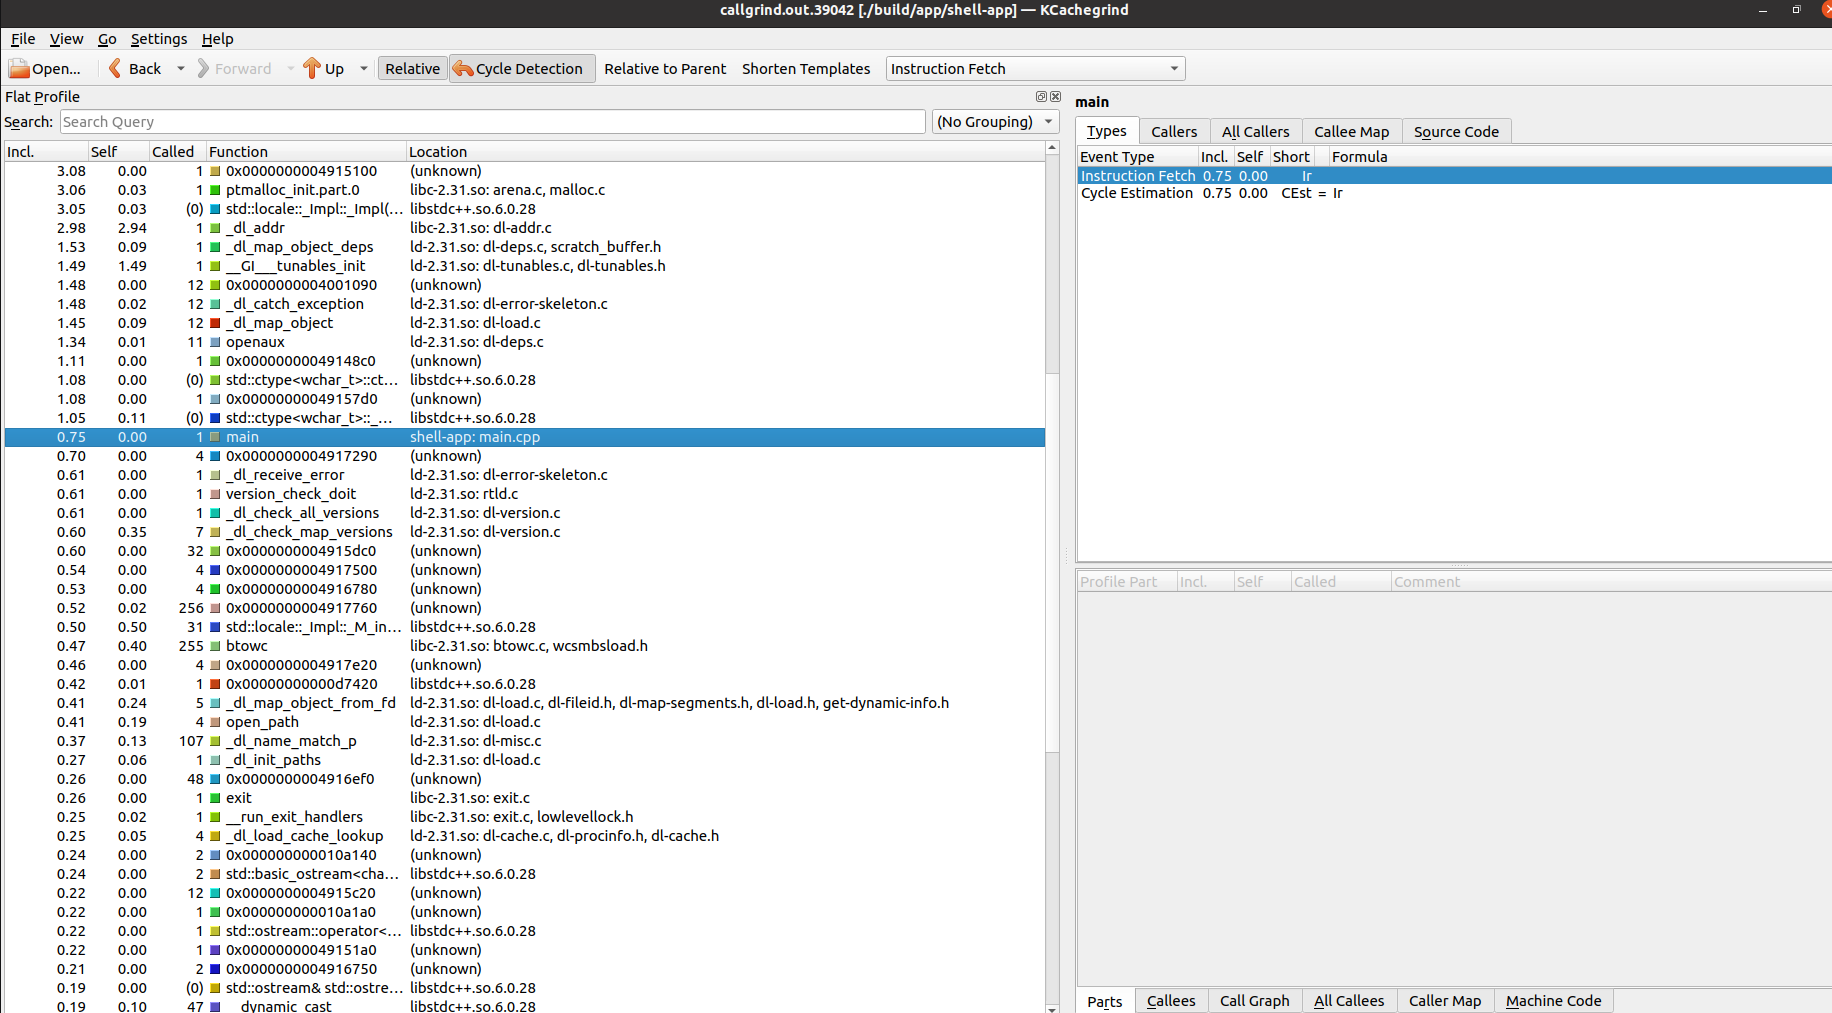 callgrind.out.39042 [./build/app/shell-app] — KCachegrind
File View Go Settings Help
Open... Back Forward Up Relative Cycle Detection Relative to Parent Shorten Templates Instruction Fetch
Flat Profile
Search: Search Query (No Grouping)
Incl. Self Called Function Location
3.08 0.00 1 0x0000000004915100 (unknown)
3.06 0.03 1 ptmalloc_init.part.0 libc-2.31.so: arena.c, malloc.c
3.05 0.03 (0) std::locale::_Impl::_Impl(... libstdc++.so.6.0.28
2.98 2.94 1 _dl_addr libc-2.31.so: dl-addr.c
1.53 0.09 1 _dl_map_object_deps ld-2.31.so: dl-deps.c, scratch_buffer.h
1.49 1.49 1 __GI___tunables_init ld-2.31.so: dl-tunables.c, dl-tunables.h
1.48 0.00 12 0x0000000004001090 (unknown)
1.48 0.02 12 _dl_catch_exception ld-2.31.so: dl-error-skeleton.c
1.45 0.09 12 _dl_map_object ld-2.31.so: dl-load.c
1.34 0.01 11 openaux ld-2.31.so: dl-deps.c
1.11 0.00 1 0x00000000049148c0 (unknown)
1.08 0.00 (0) std::ctype<wchar_t>::ct... libstdc++.so.6.0.28
1.08 0.00 1 0x00000000049157d0 (unknown)
1.05 0.11 (0) std::ctype<wchar_t>::_... libstdc++.so.6.0.28
0.75 0.00 1 main shell-app: main.cpp
0.70 0.00 4 0x0000000004917290 (unknown)
0.61 0.00 1 _dl_receive_error ld-2.31.so: dl-error-skeleton.c
0.61 0.00 1 version_check_doit ld-2.31.so: rtld.c
0.61 0.00 1 _dl_check_all_versions ld-2.31.so: dl-version.c
0.60 0.35 7 _dl_check_map_versions ld-2.31.so: dl-version.c
0.60 0.00 32 0x0000000004915dc0 (unknown)
0.54 0.00 4 0x0000000004917500 (unknown)
0.53 0.00 4 0x0000000004916780 (unknown)
0.52 0.02 256 0x0000000004917760 (unknown)
0.50 0.50 31 std::locale::_Impl::_M_in... libstdc++.so.6.0.28
0.47 0.40 255 btowc libc-2.31.so: btowc.c, wcsmbsload.h
0.46 0.00 4 0x0000000004917e20 (unknown)
0.42 0.01 1 0x00000000000d7420 libstdc++.so.6.0.28
0.41 0.24 5 _dl_map_object_from_fd ld-2.31.so: dl-load.c, dl-fileid.h, dl-map-segments.h, dl-load.h, get-dynamic-info.h
0.41 0.19 4 open_path ld-2.31.so: dl-load.c
0.37 0.13 107 _dl_name_match_p ld-2.31.so: dl-misc.c
0.27 0.06 1 _dl_init_paths ld-2.31.so: dl-load.c
0.26 0.00 48 0x0000000004916ef0 (unknown)
0.26 0.00 1 exit libc-2.31.so: exit.c
0.25 0.02 1 __run_exit_handlers libc-2.31.so: exit.c, lowlevellock.h
0.25 0.05 4 _dl_load_cache_lookup ld-2.31.so: dl-cache.c, dl-procinfo.h, dl-cache.h
0.24 0.00 2 0x000000000010a140 (unknown)
0.24 0.00 2 std::basic_ostream<cha... libstdc++.so.6.0.28
0.22 0.00 12 0x0000000004915c20 (unknown)
0.22 0.00 1 0x000000000010a1a0 (unknown)
0.22 0.00 1 std::ostream::operator<... libstdc++.so.6.0.28
0.22 0.00 1 0x00000000049151a0 (unknown)
0.21 0.00 2 0x0000000004916750 (unknown)
0.19 0.00 (0) std::ostream& std::ostre... libstdc++.so.6.0.28
0.19 0.10 47 __dynamic_cast libstdc++.so.6.0.28
main
Types Callers All Callers Callee Map Source Code
Event Type Incl. Self Short Formula
Instruction Fetch 0.75 0.00 Ir
Cycle Estimation 0.75 0.00 CEst = Ir
Profile Part Incl. Self Called Comment
Parts Callees Call Graph All Callees Caller Map Machine Code